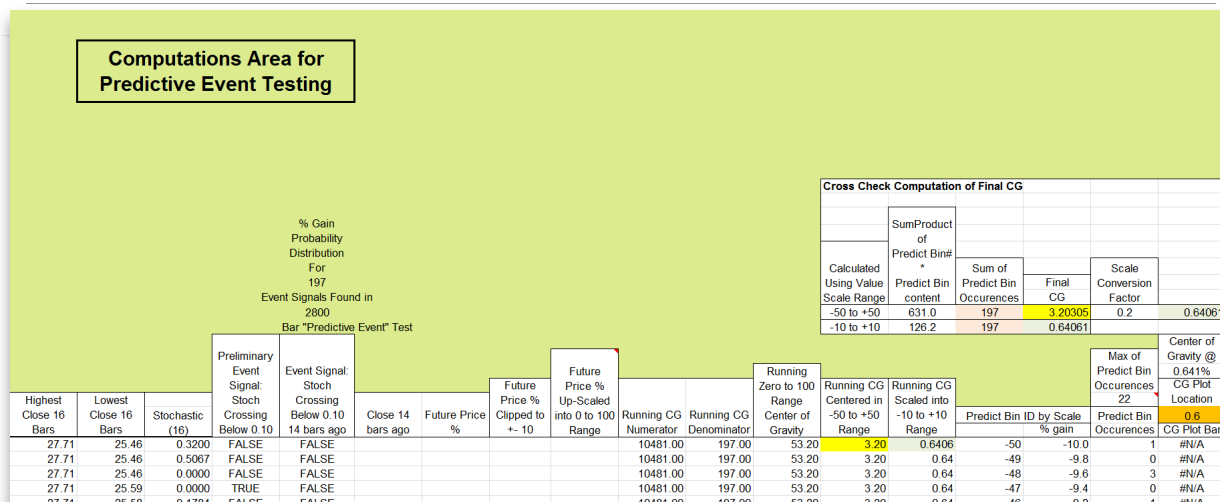 Computations Area for
Predictive Event Testing
% Gain
Probability
Distribution
For
197
Event Signals Found in
2800
Bar "Predictive Event" Test
Cross Check Computation of Final CG
Calculated
Using Value
Scale Range
SumProduct
of
Predict Bin#
*
Predict Bin
content
Sum of
Predict Bin
Occurences
Final
CG
Scale
Conversion
Factor
-50 to +50 631.0 197 3.20305 0.2 0.64061
-10 to +10 126.2 197 0.64061
Highest
Close 16
Bars
Lowest
Close 16
Bars
Stochastic
(16)
Preliminary
Event
Signal:
Stoch
Crossing
Below 0.10
Event Signal:
Stoch
Crossing
Below 0.10
14 bars ago
Close 14
bars ago
Future Price
%
Future
Price %
Clipped to
+- 10
Future
Price %
Up-Scaled
into 0 to 100
Range
Running CG
Numerator
Running CG
Denominator
Running
Zero to 100
Range
Center of
Gravity
Running CG
Centered in
-50 to +50
Range
Running CG
Scaled into
-10 to +10
Range
Predict Bin ID by Scale
% gain
Max of
Predict Bin
Occurences
22
Predict Bin
Occurences
Center of
Gravity @
0.641%
CG Plot
Location
0.6
CG Plot Bar
27.71 25.46 0.3200 FALSE FALSE 10481.00 197.00 53.20 3.20 0.6406 -50 -10.0 1 #N/A
27.71 25.46 0.5067 FALSE FALSE 10481.00 197.00 53.20 3.20 0.64 -49 -9.8 0 #N/A
27.71 25.46 0.0000 FALSE FALSE 10481.00 197.00 53.20 3.20 0.64 -48 -9.6 3 #N/A
27.71 25.59 0.0000 TRUE FALSE 10481.00 197.00 53.20 3.20 0.64 -47 -9.4 0 #N/A